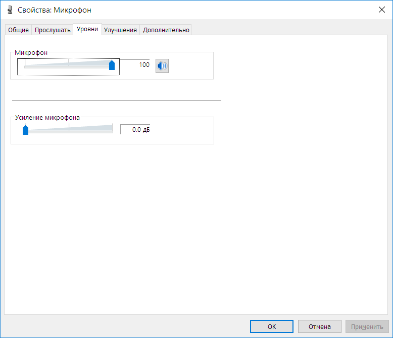 Свойства: Микрофон
Общие Прослушать Уровни Улучшения Дополнительно
Микрофон
100
Усиление микрофона
0.0 дБ
ОК Отмена Применить